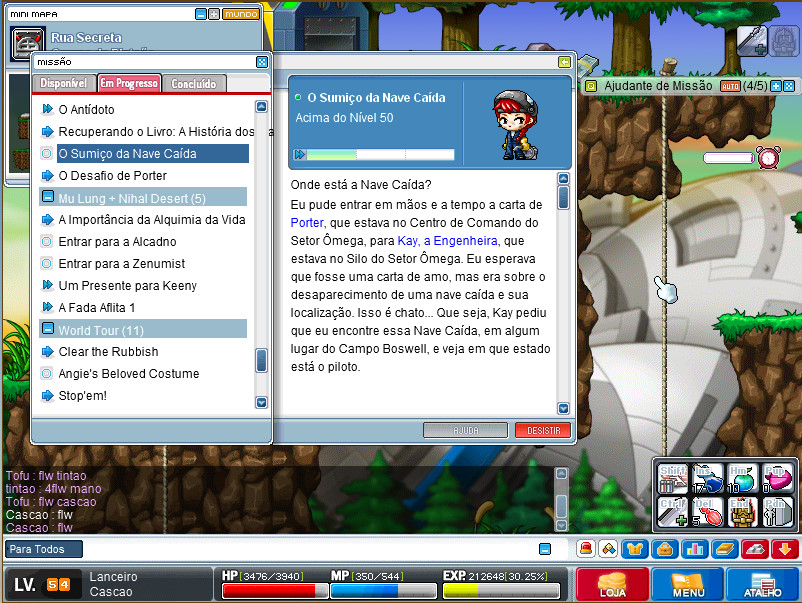 MINI MAPA
MUNDO
Rua Secreta
MISSÃO
Disponível
Em Progresso
Concluído
O Antídoto
Recuperando o Livro: A História dos
O Sumiço da Nave Caída
O Desafio de Porter
Mu Lung + Nihal Desert (5)
A Importância da Alquimia da Vida
Entrar para a Alcadno
Entrar para a Zenumist
Um Presente para Keeny
A Fada Aflita 1
World Tour (11)
Clear the Rubbish
Angie's Beloved Costume
Stop'em!
O Sumiço da Nave Caída
Acima do Nível 50
Onde está a Nave Caída?
Eu pude entrar em mãos e a tempo a carta de
Porter, que estava no Centro de Comando do
Setor Ômega, para Kay, a Engenheira, que
estava no Silo do Setor Ômega. Eu esperava
que fosse uma carta de amo, mas era sobre o
desaparecimento de uma nave caída e sua
localização. Isso é chato... Que seja, Kay pediu
que eu encontre essa Nave Caída, em algum
lugar do Campo Boswell, e veja em que estado
está o piloto.
AJUDA
DESISTIR
Ajudante de Missão AUTO (4/5)
Tofu : flw tintao
tintao : 4flw mano
Tofu : flw cascao
Cascao : flw
Cascao : flw
Shift Ins Hm Pup
Ctrl Del End Pdn
Para Todos
LV. 54
Lanceiro
Cascao
HP [3476/3940]
MP [350/544]
EXP. 212648[30.25%]
LOJA
MENU
ATALHO